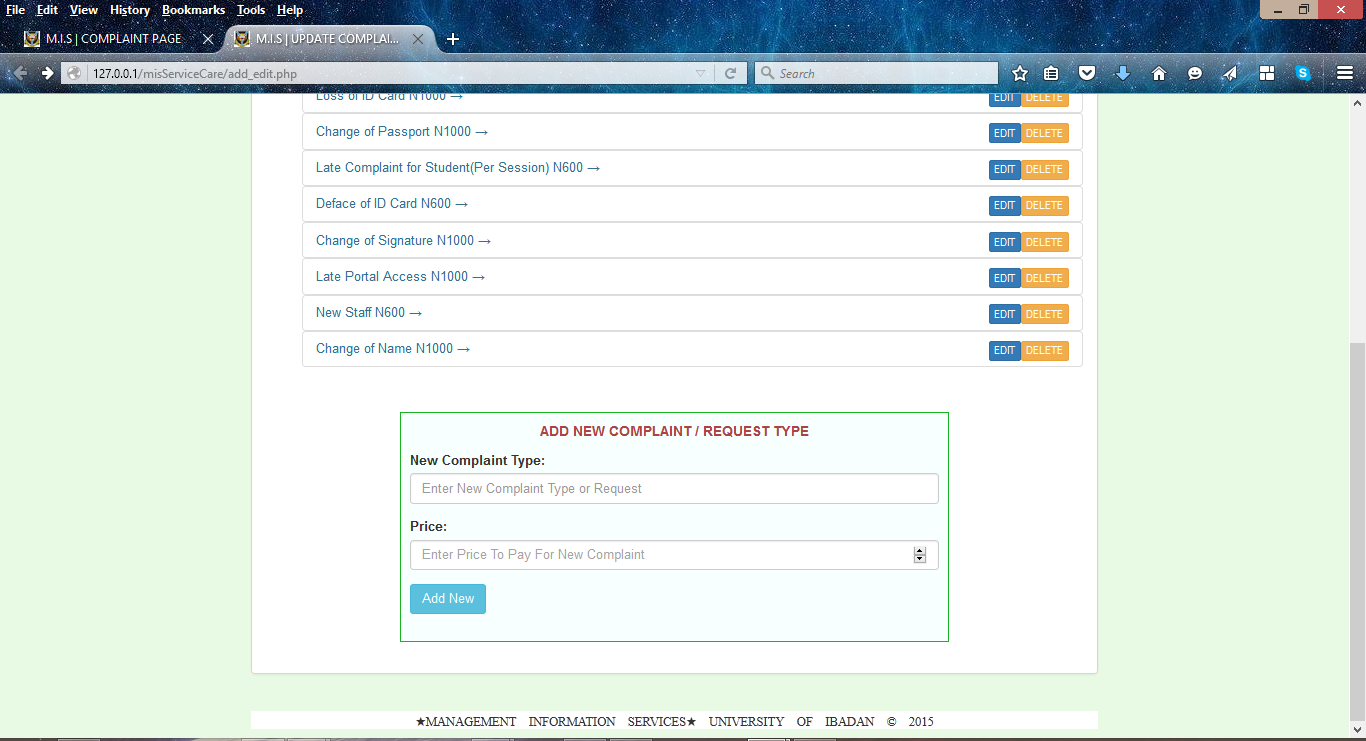 File Edit View History Bookmarks Tools Help
M.I.S | COMPLAINT PAGE
M.I.S | UPDATE COMPLAI...
127.0.0.1/misServiceCare/add_edit.php
Search
Loss of ID Card N1000 → EDIT DELETE
Change of Passport N1000 → EDIT DELETE
Late Complaint for Student(Per Session) N600 → EDIT DELETE
Deface of ID Card N600 → EDIT DELETE
Change of Signature N1000 → EDIT DELETE
Late Portal Access N1000 → EDIT DELETE
New Staff N600 → EDIT DELETE
Change of Name N1000 → EDIT DELETE
ADD NEW COMPLAINT / REQUEST TYPE
New Complaint Type:
Enter New Complaint Type or Request
Price:
Enter Price To Pay For New Complaint
Add New
★MANAGEMENT INFORMATION SERVICES★ UNIVERSITY OF IBADAN © 2015